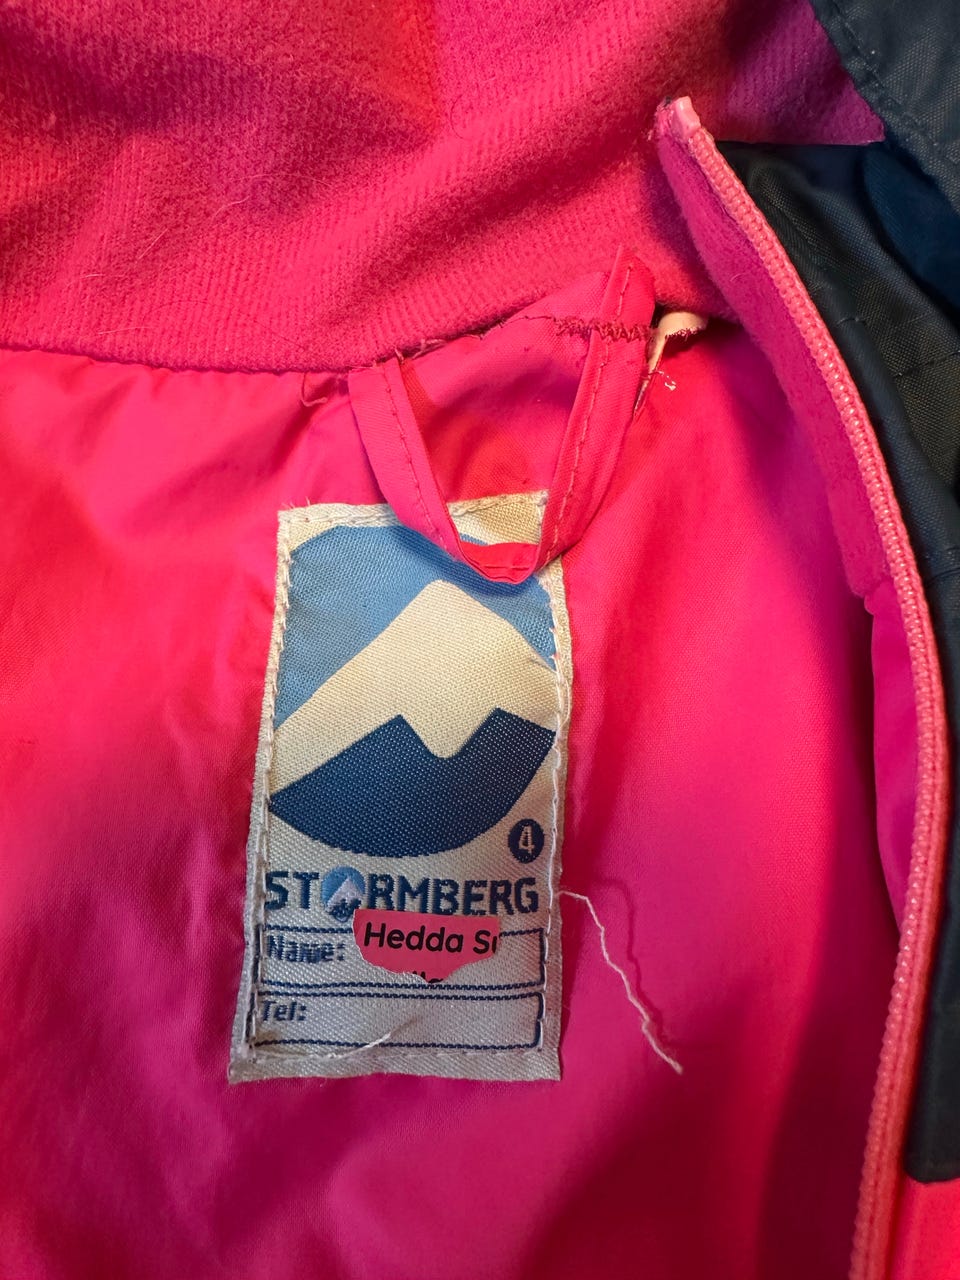 4
STORMBERG
Name: Hedda S
Tel: